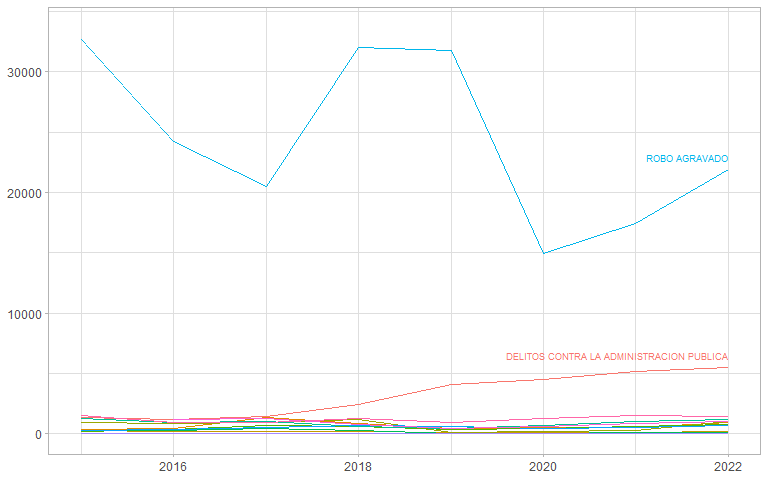 30000
ROBO AGRAVADO
20000
10000
DELITOS CONTRA LA ADMINISTRACION PUBLICA
0
2016 2018 2020 2022